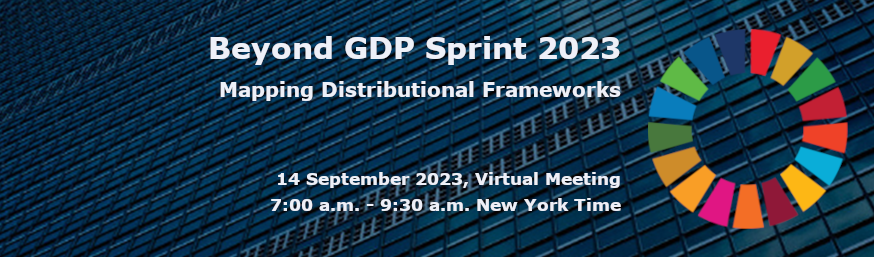 Beyond GDP Sprint 2023
Mapping Distributional Frameworks
14 September 2023, Virtual Meeting
7:00 a.m. - 9:30 a.m. New York Time